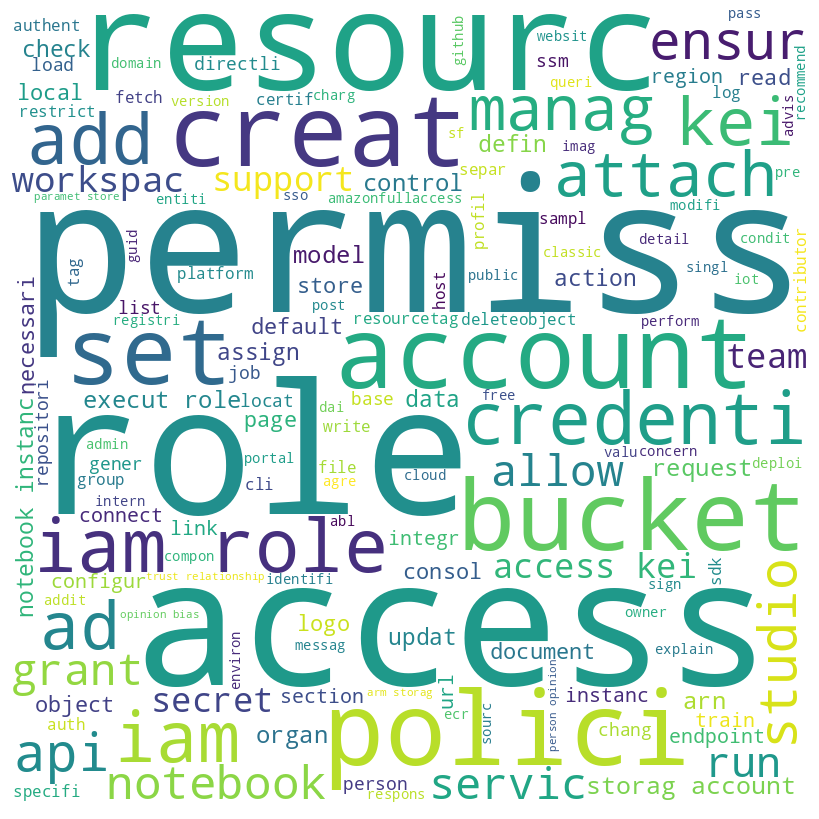 authent
resourc
pass
check
github
websit
ensur
load
domain
directli
ssm
recommend
local
fetch
version
certif
charg
queri
region
read
restrict
add
creat
sf
manag
kei
log
advis
defin
imag
workspac
support
control
separ
attach
pre
paramet store
entiti
sso
amazonfullaccess
profil
sampl
modifi
permiss
guid
tag
platform
model
classic
detail
condit
contributor
store
host
public
action
singl
iot
list
post
registri
default
resourcetag
deleteobject
perform
necessari
set
assign
account
team
job
execut role
locat
base
data
free
credenti
repositori
page
dai
write
notebook instanc
role
admin
gener
portal
file
agre
cloud
allow
valu
concern
request
deploi
group
cli
intern
connect
abl
bucket
iam role
link
integr
compon
consol
access kei
sdk
configur
trust relationship
identifi
sign
studio
addit
opinion bias
access
owner
ad
logo
updat
document
explain
messag
grant
environ
arm storag
person opinion
object
secret
section
url
instanc
arn
auth
iam
organ
polici
ecr
sourc
chang
train
endpoint
api
run
notebook
person
servic
storag account
specifi
respons